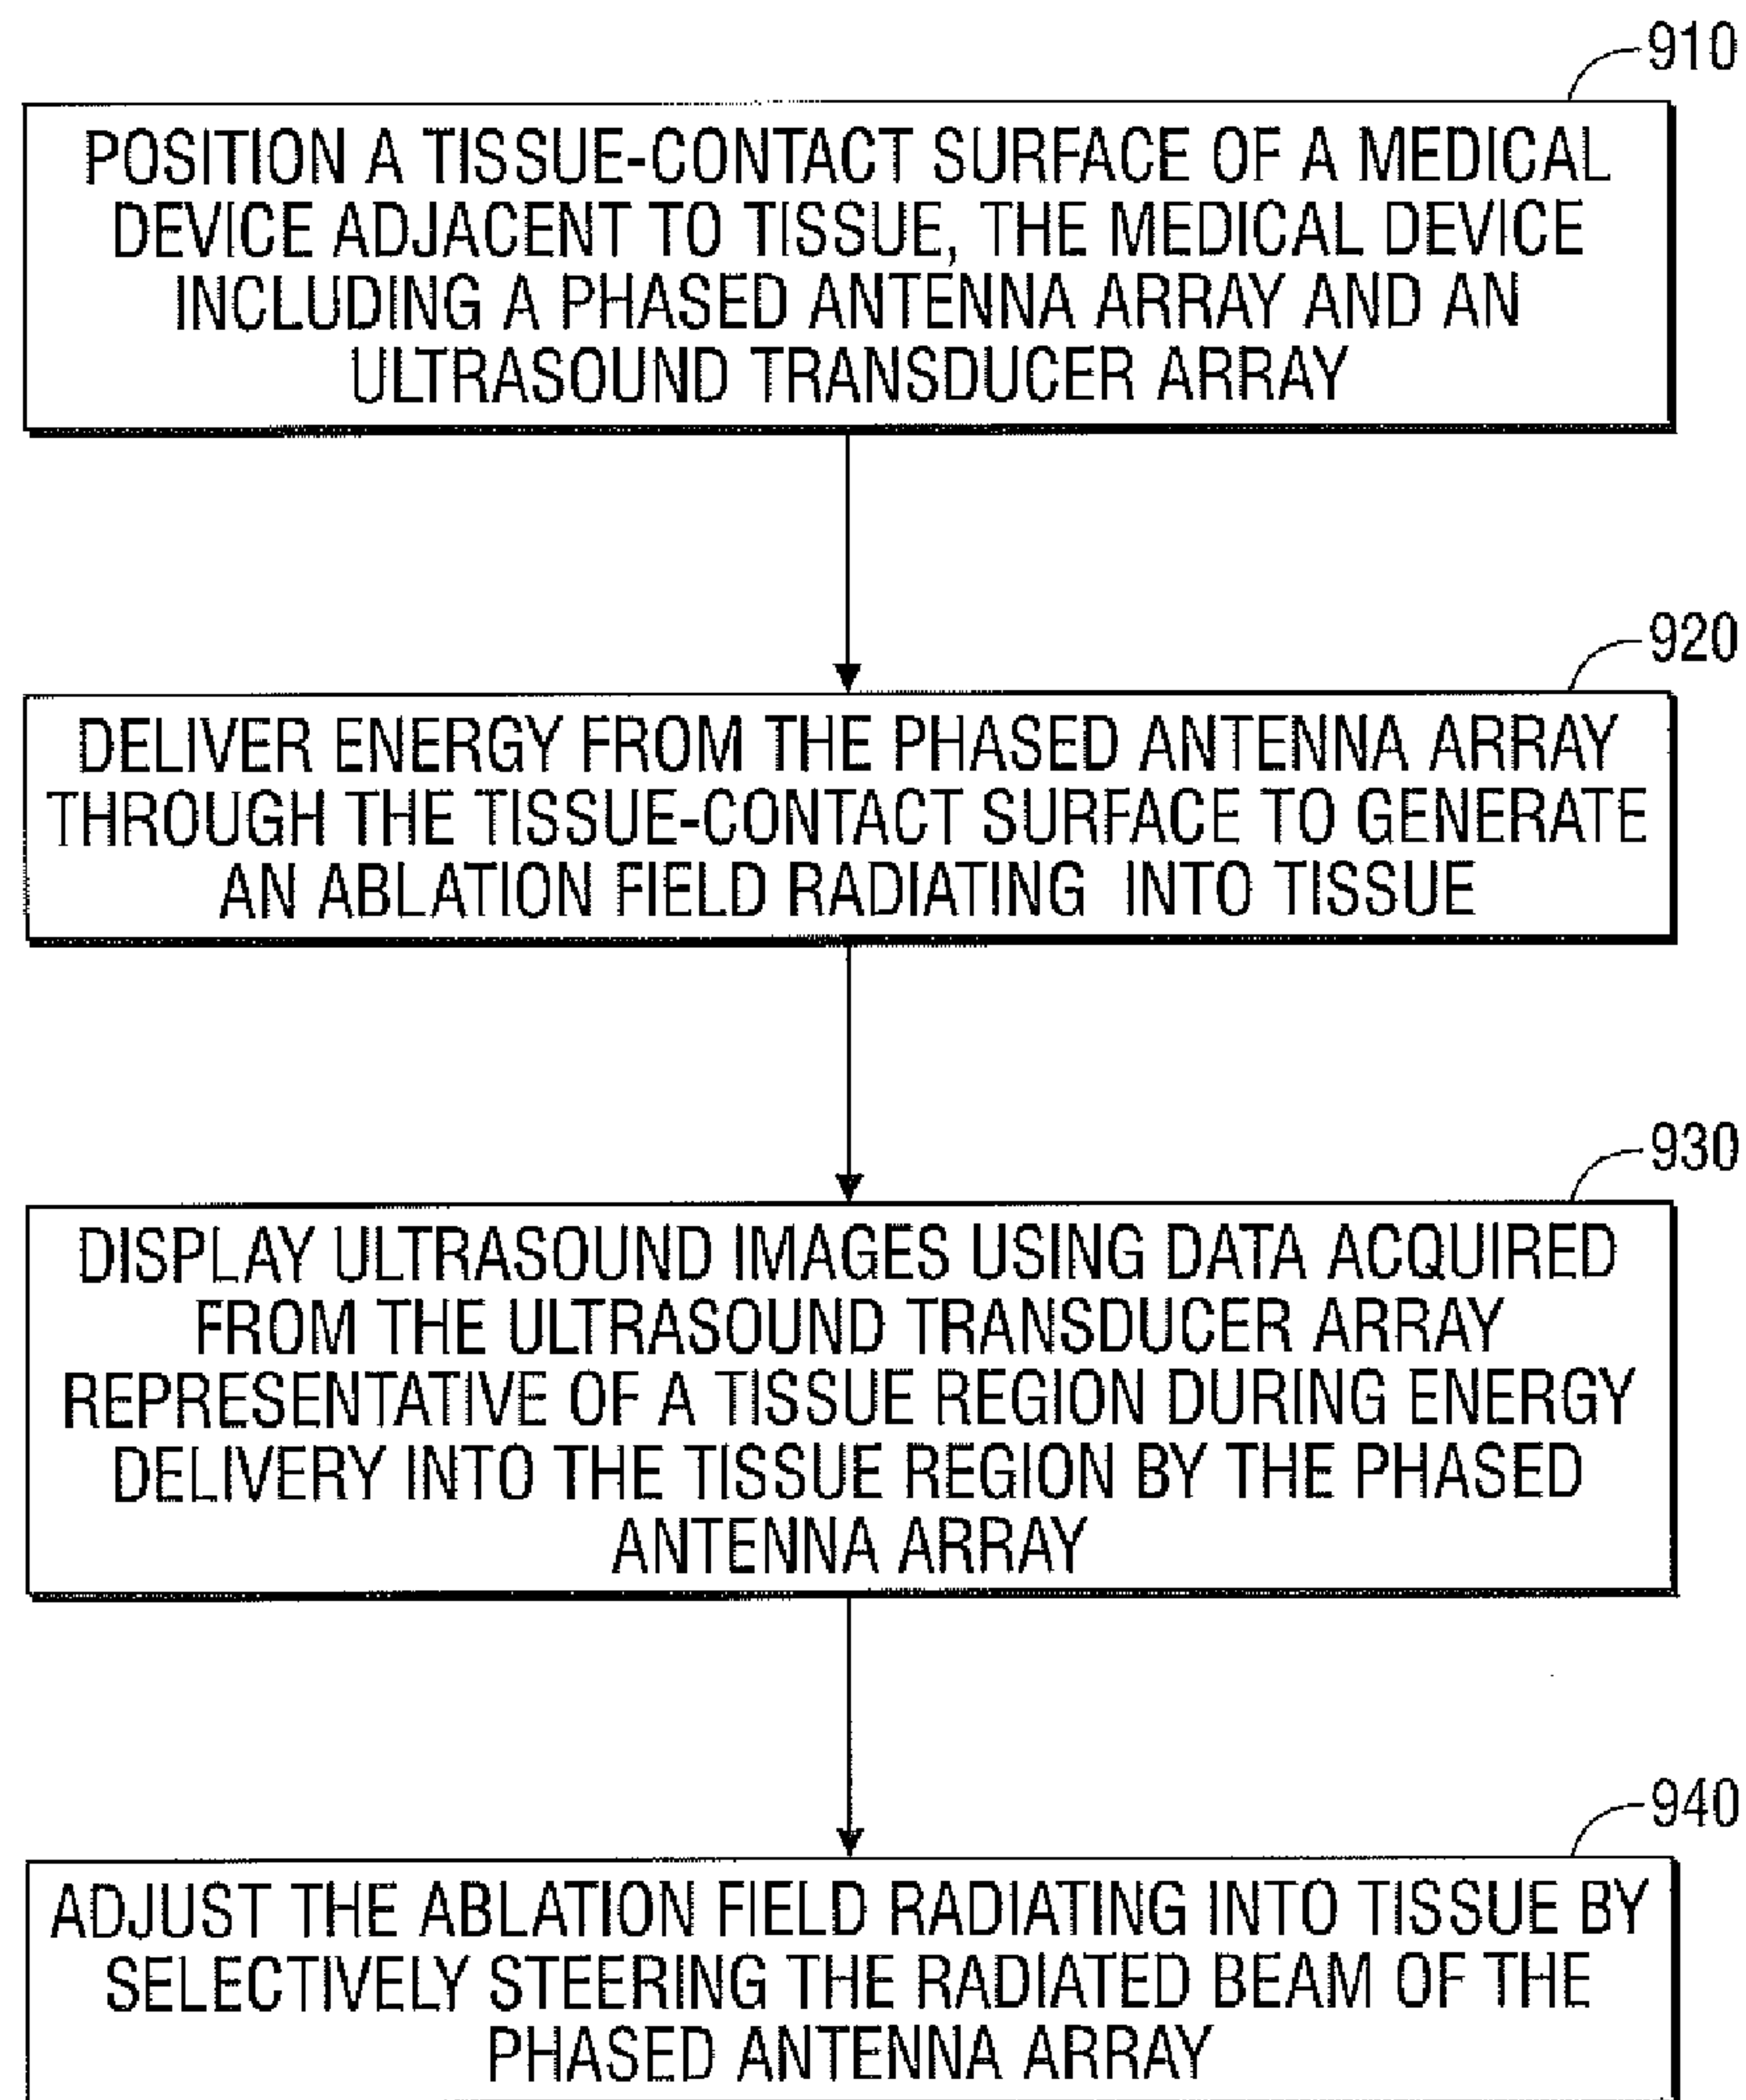 910
POSITION A TISSUE-CONTACT SURFACE OF A MEDICAL
DEVICE ADJACENT TO TISSUE, THE MEDICAL DEVICE
INCLUDING A PHASED ANTENNA ARRAY AND AN
ULTRASOUND TRANSDUCER ARRAY
920
DELIVER ENERGY FROM THE PHASED ANTENNA ARRAY
THROUGH THE TISSUE-CONTACT SURFACE TO GENERATE
AN ABLATION FIELD RADIATING INTO TISSUE
930
DISPLAY ULTRASOUND IMAGES USING DATA ACQUIRED
FROM THE ULTRASOUND TRANSDUCER ARRAY
REPRESENTATIVE OF A TISSUE REGION DURING ENERGY
DELIVERY INTO THE TISSUE REGION BY THE PHASED
ANTENNA ARRAY
940
ADJUST THE ABLATION FIELD RADIATING INTO TISSUE BY
SELECTIVELY STEERING THE RADIATED BEAM OF THE
PHASED ANTENNA ARRAY